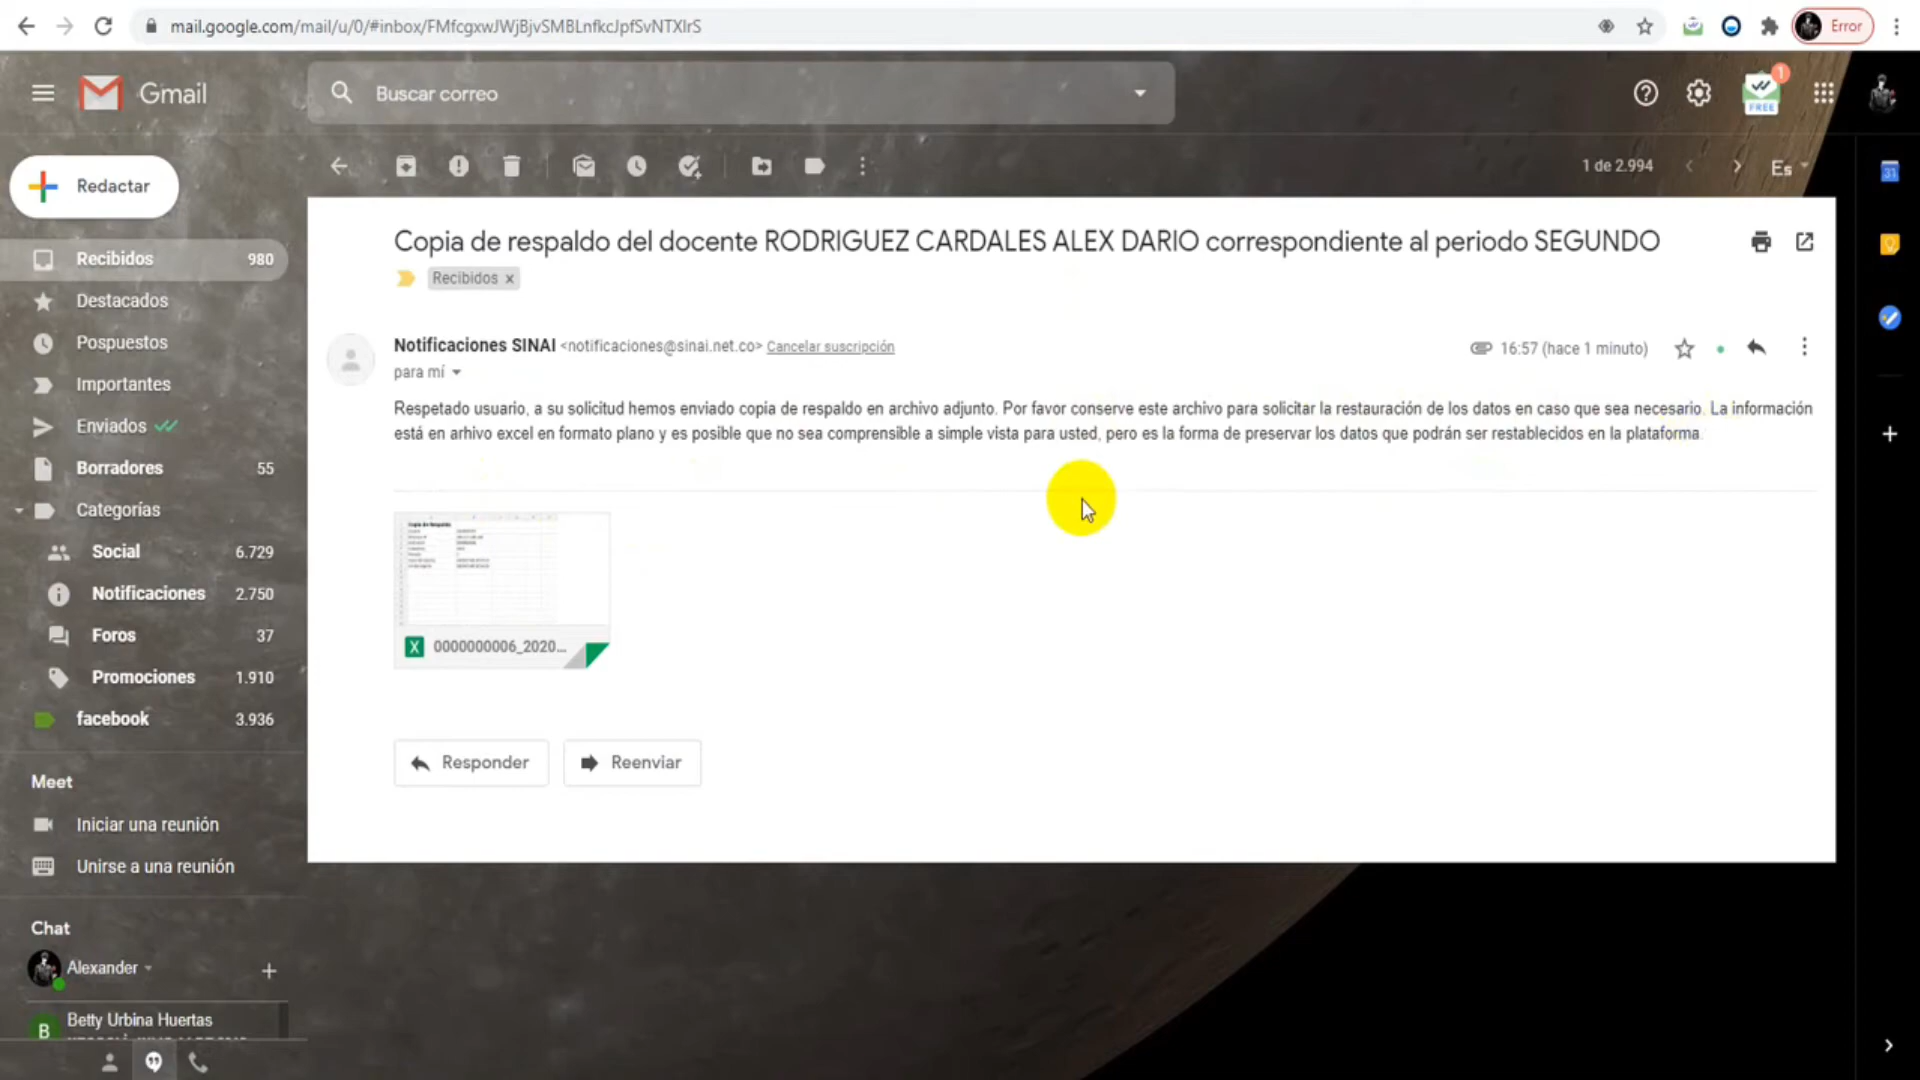 mail.google.com/mail/u/0/#inbox/FMfcgxwJWjBjvSMBLnfkcJpfSvNTXIrS
Error
Gmail
Buscar correo
1
FREE
Redactar
1 de 2.994
Es
Recibidos 980
Destacados
Pospuestos
Importantes
Enviados
Borradores 55
Categorías
Social 6.729
Notificaciones 2.750
Foros 37
Promociones 1.910
facebook 3.936
Meet
Iniciar una reunión
Unirse a una reunión
Chat
Alexander
Betty Urbina Huertas
B
Copia de respaldo del docente RODRIGUEZ CARDALES ALEX DARIO correspondiente al periodo SEGUNDO
Recibidos x
Notificaciones SINAI <notificaciones@sinai.net.co> Cancelar suscripción
16:57 (hace 1 minuto)
para mí
Respetado usuario, a su solicitud hemos enviado copia de respaldo en archivo adjunto. Por favor conserve este archivo para solicitar la restauración de los datos en caso que sea necesario. La información
está en arhivo excel en formato plano y es posible que no sea comprensible a simple vista para usted, pero es la forma de preservar los datos que podrán ser restablecidos en la plataforma.
Copia de Respaldo
X 0000000006_2020...
Responder
Reenviar
31